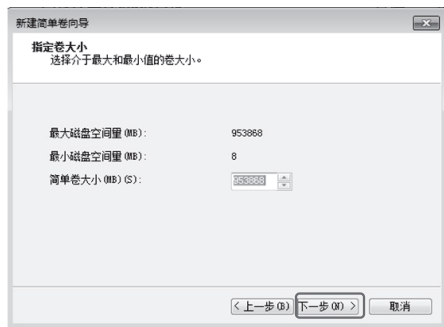 新建简单卷向导
指定卷大小
选择介于最大和最小值的卷大小。
最大磁盘空间量(MB): 953868
最小磁盘空间量(MB): 8
简单卷大小(MB)(S): 953868
< 上一步(B) 下一步(N) > 取消